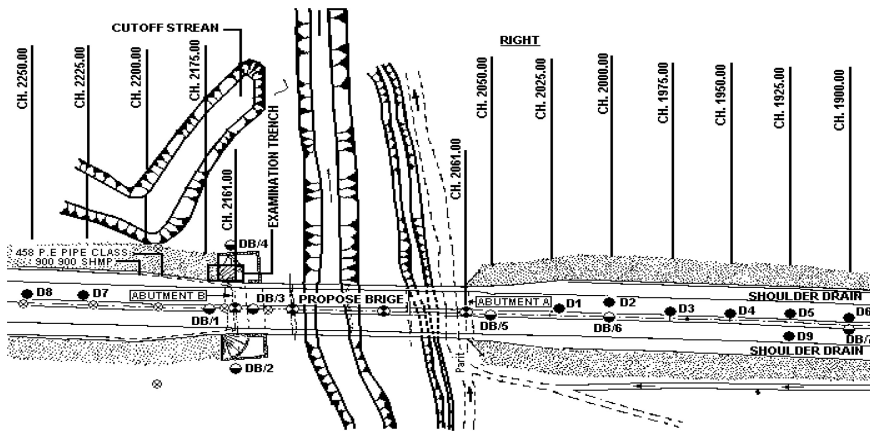 CUTOFF STREAN
RIGHT
CH. 2250.00
CH. 2225.00
CH. 2200.00
CH. 2175.00
CH. 2161.00
EXAMINATION TRENCH
CH. 2061.00
CH. 2050.00
CH. 2025.00
CH. 2000.00
CH. 1975.00
CH. 1950.00
CH. 1925.00
CH. 1900.00
DB/4
458 P.E PIPE CLASS
900 900 SHMP
D8
D7
ABUTMENT B
DB/3
PROPOSE BRIGE
ABUTMENT A
D1
D2
SHOULDER DRAIN
D3
D4
D5
D6
DB/1
DB/5
DB/6
D9
DB/2
Parit
SHOULDER DRAIN